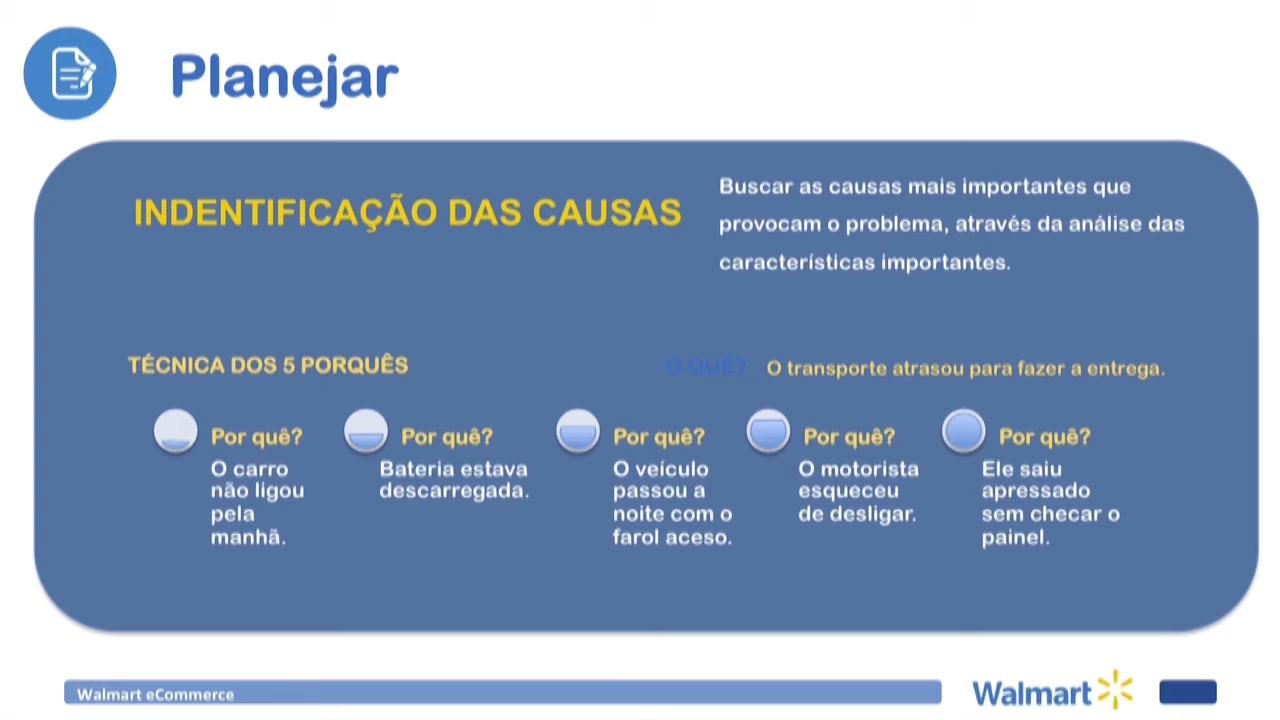 Planejar
INDENTIFICAÇÃO DAS CAUSAS
Buscar as causas mais importantes que
provocam o problema, através da análise das
características importantes.
TÉCNICA DOS 5 PORQUÊS
O QUÊ? O transporte atrasou para fazer a entrega.
Por quê?
O carro
não ligou
pela
manhã.
Por quê?
Bateria estava
descarregada.
Por quê?
O veículo
passou a
noite com o
farol aceso.
Por quê?
O motorista
esqueceu
de desligar.
Por quê?
Ele saiu
apressado
sem checar o
painel.
Walmart eCommerce
Walmart